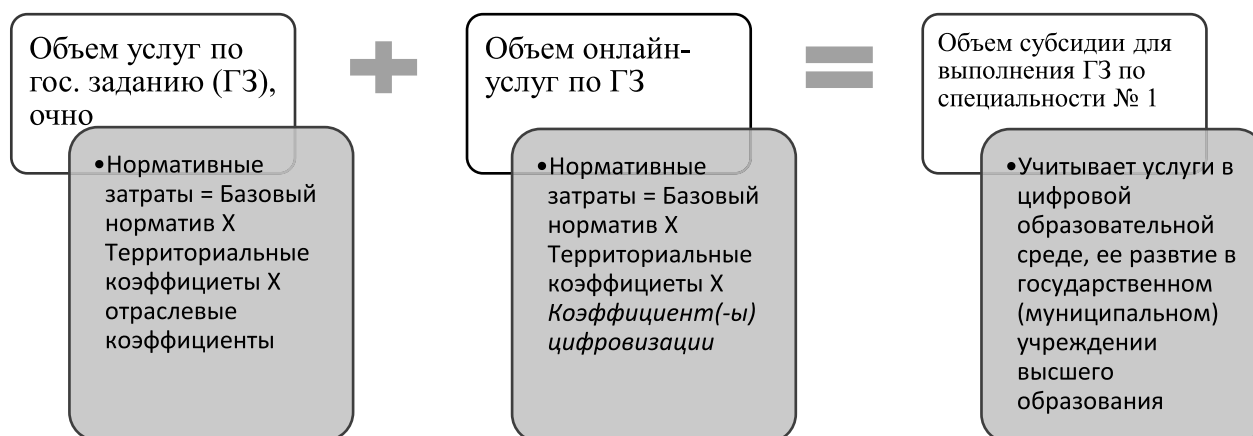 Объем услуг по
гос. заданию (ГЗ),
очно
•Нормативные
затраты = Базовый
норматив X
Территориальные
коэффициеты X
отраслевые
коэффициенты
Объем онлайн-
услуг по ГЗ
•Нормативные
затраты = Базовый
норматив X
Территориальные
коэффициеты X
Коэффициент(-ы)
цифровизации
Объем субсидии для
выполнения ГЗ по
специальности № 1
•Учитывает услуги в
цифровой
образовательной
среде, ее развтие в
государственном
(муниципальном)
учреждении
высшего
образования